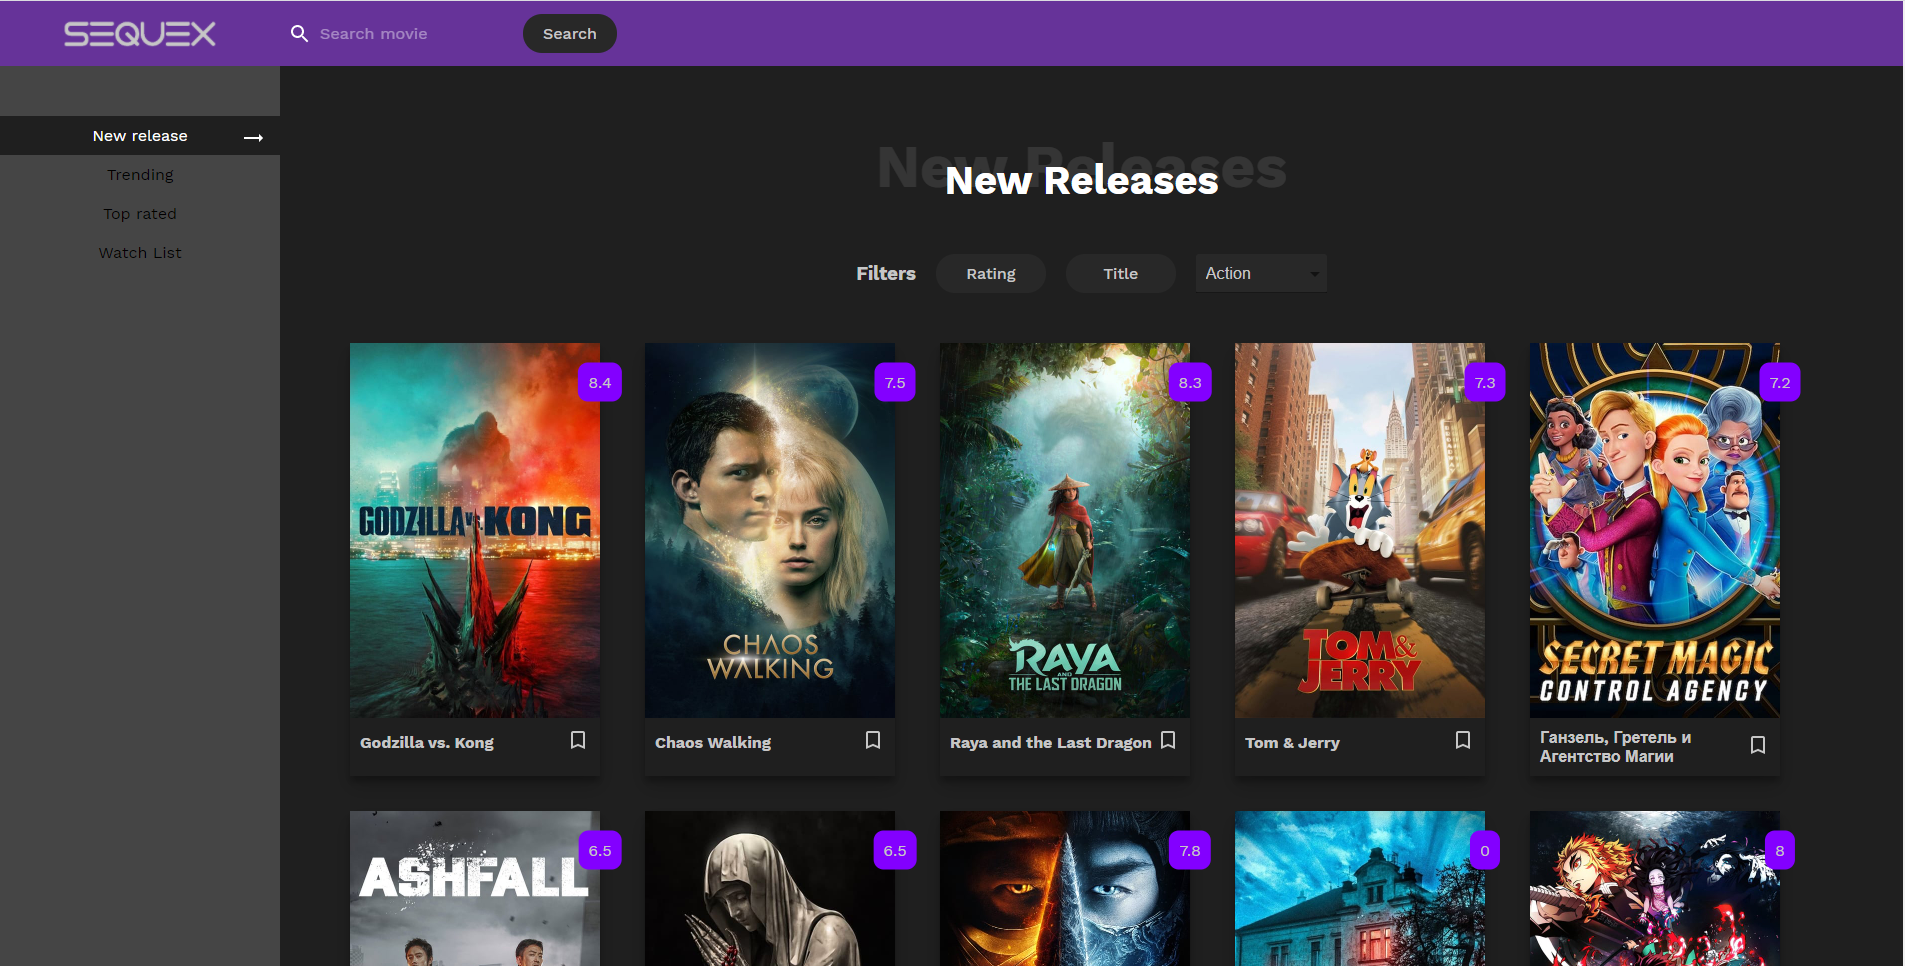 SEQUEX
Search movie
Search
New release
Trending
Top rated
Watch List
New Releases
New Releases
Filters
Rating
Title
Action
8.4
7.5
8.3
7.3
7.2
GODZILLA VS. KONG
CHAOS
WALKING
RAYA
AND
THE LAST DRAGON
TOM &
JERRY
SECRET MAGIC
CONTROL AGENCY
Godzilla vs. Kong
Chaos Walking
Raya and the Last Dragon
Tom & Jerry
Ганзель, Гретель и
Агентство Магии
6.5
6.5
7.8
0
8
ASHFALL